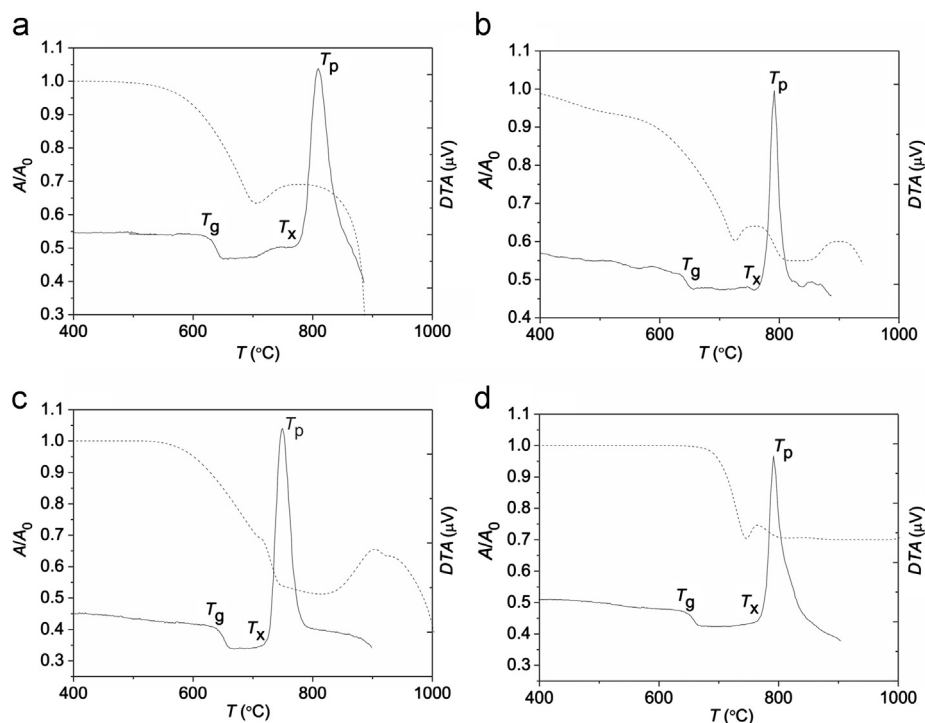 a
1.1
1.0
0.9
0.8
0.7
0.6
0.5
0.4
0.3
A/A0
DTA (μV)
Tg
Tx
Tp
400 600 800 1000
T (°C)
b
1.1
1.0
0.9
0.8
0.7
0.6
0.5
0.4
A/A0
DTA (μV)
Tg
Tx
Tp
400 600 800 1000
T (°C)
c
1.1
1.0
0.9
0.8
0.7
0.6
0.5
0.4
0.3
A/A0
DTA (μV)
Tg
Tx
Tp
400 600 800 1000
T (°C)
d
1.1
1.0
0.9
0.8
0.7
0.6
0.5
0.4
0.3
A/A0
DTA (μV)
Tg
Tx
Tp
400 600 800 1000
T (°C)